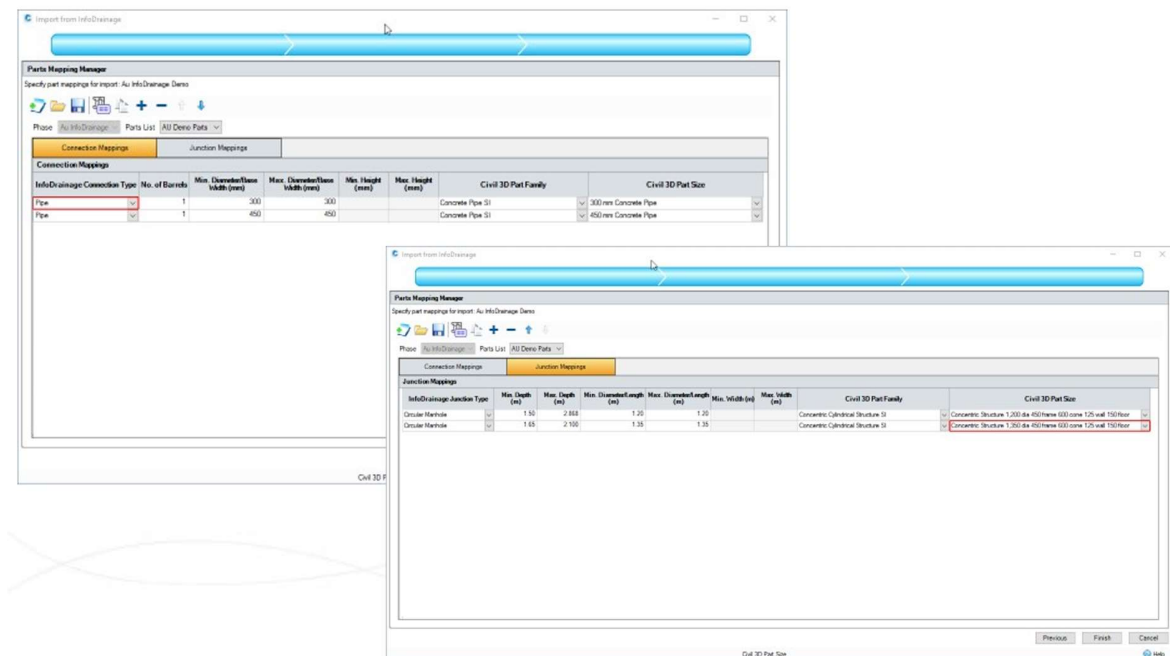 Import from InfoDrainage
Parts Mapping Manager
Specify part mappings for import: Au InfoDrainage Demo
Phase Au InfoDrainage Parts List AU Demo Parts
Connection Mappings Junction Mappings
Connection Mappings
InfoDrainage Connection Type No. of Barrels Min. Diameter/Base Width (mm) Max. Diameter/Base Width (mm) Min. Height (mm) Max. Height (mm) Civil 3D Part Family Civil 3D Part Size
Pipe 1 300 300 Concrete Pipe SI 300 mm Concrete Pipe
Pipe 1 450 450 Concrete Pipe SI 450 mm Concrete Pipe
Civil 3D P
Import from InfoDrainage
Parts Mapping Manager
Specify part mappings for import: Au InfoDrainage Demo
Phase Au InfoDrainage Parts List AU Demo Parts
Connection Mappings Junction Mappings
Junction Mappings
InfoDrainage Junction Type Min. Depth (m) Max. Depth (m) Min. Diameter/Length (m) Max. Diameter/Length (m) Min. Width (m) Max. Width (m) Civil 3D Part Family Civil 3D Part Size
Circular Manhole 1.50 2.868 1.20 1.20 Concentric Cylindrical Structure SI Concentric Structure 1,200 dia 450 frame 600 cone 125 wall 150 floor
Circular Manhole 1.65 2.100 1.35 1.35 Concentric Cylindrical Structure SI Concentric Structure 1,350 dia 450 frame 600 cone 125 wall 150 floor
Previous Finish Cancel
Civil 3D Part Size Help